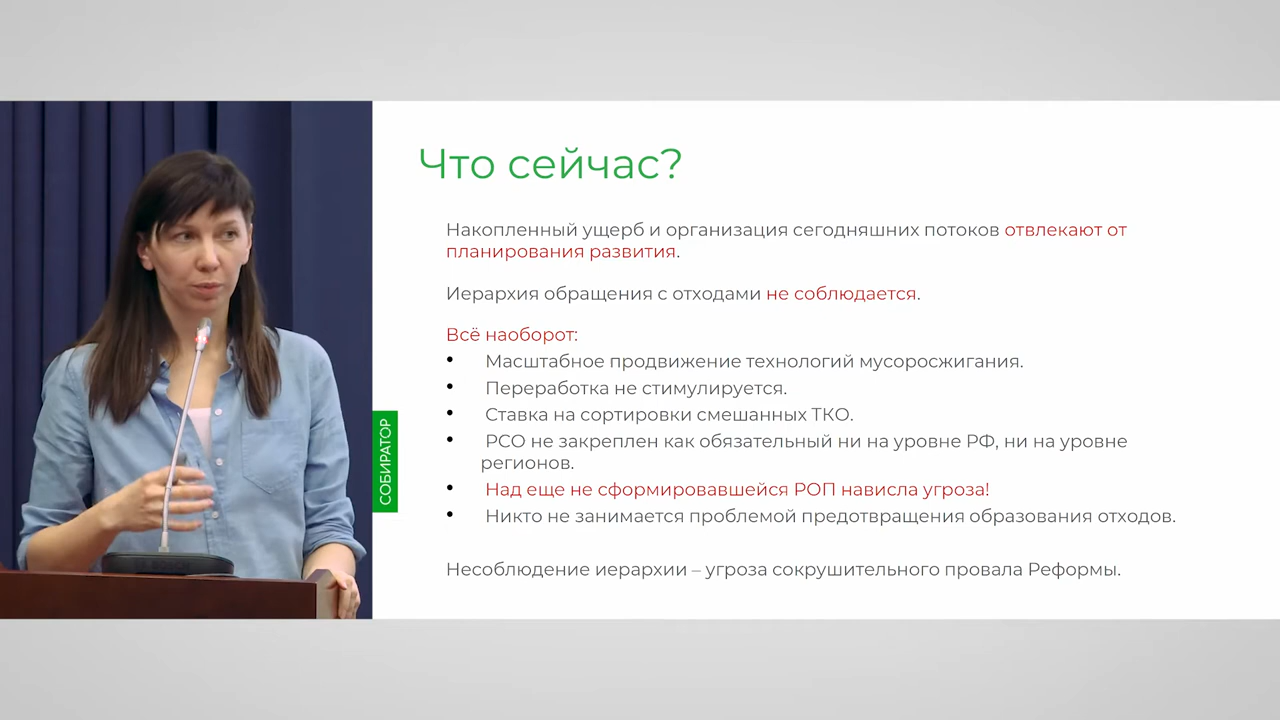 Что сейчас?
Накопленный ущерб и организация сегодняшних потоков отвлекают от
планирования развития.
Иерархия обращения с отходами не соблюдается.
Всё наоборот:
• Масштабное продвижение технологий мусоросжигания.
• Переработка не стимулируется.
• Ставка на сортировки смешанных ТКО.
• РСО не закреплен как обязательный ни на уровне РФ, ни на уровне
регионов.
• Над еще не сформировавшейся РОП нависла угроза!
• Никто не занимается проблемой предотвращения образования отходов.
Несоблюдение иерархии – угроза сокрушительного провала Реформы.
СОБИРАТОР